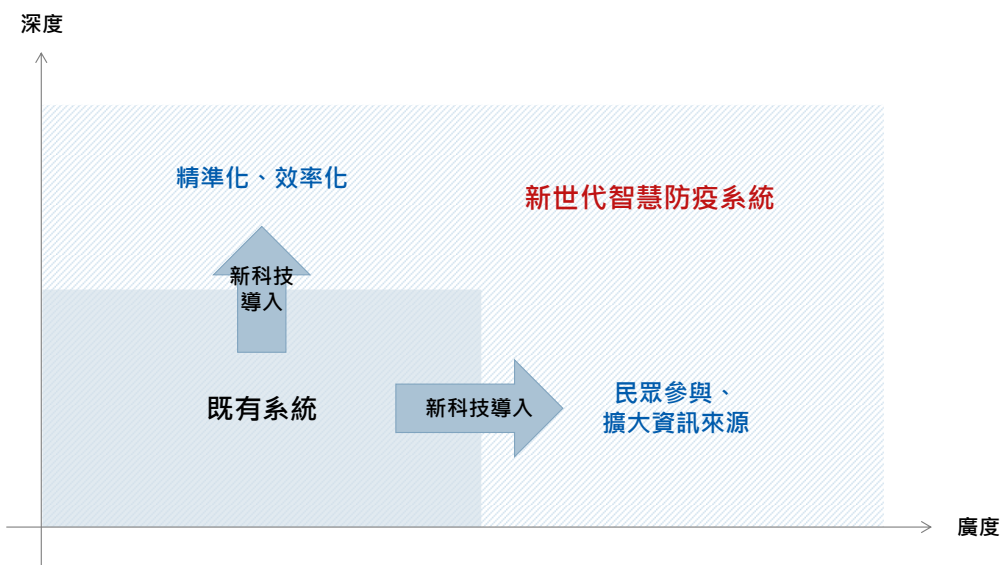 深度
精準化、效率化
新世代智慧防疫系統
新科技
導入
既有系統
新科技導入
民眾參與、
擴大資訊來源
廣度